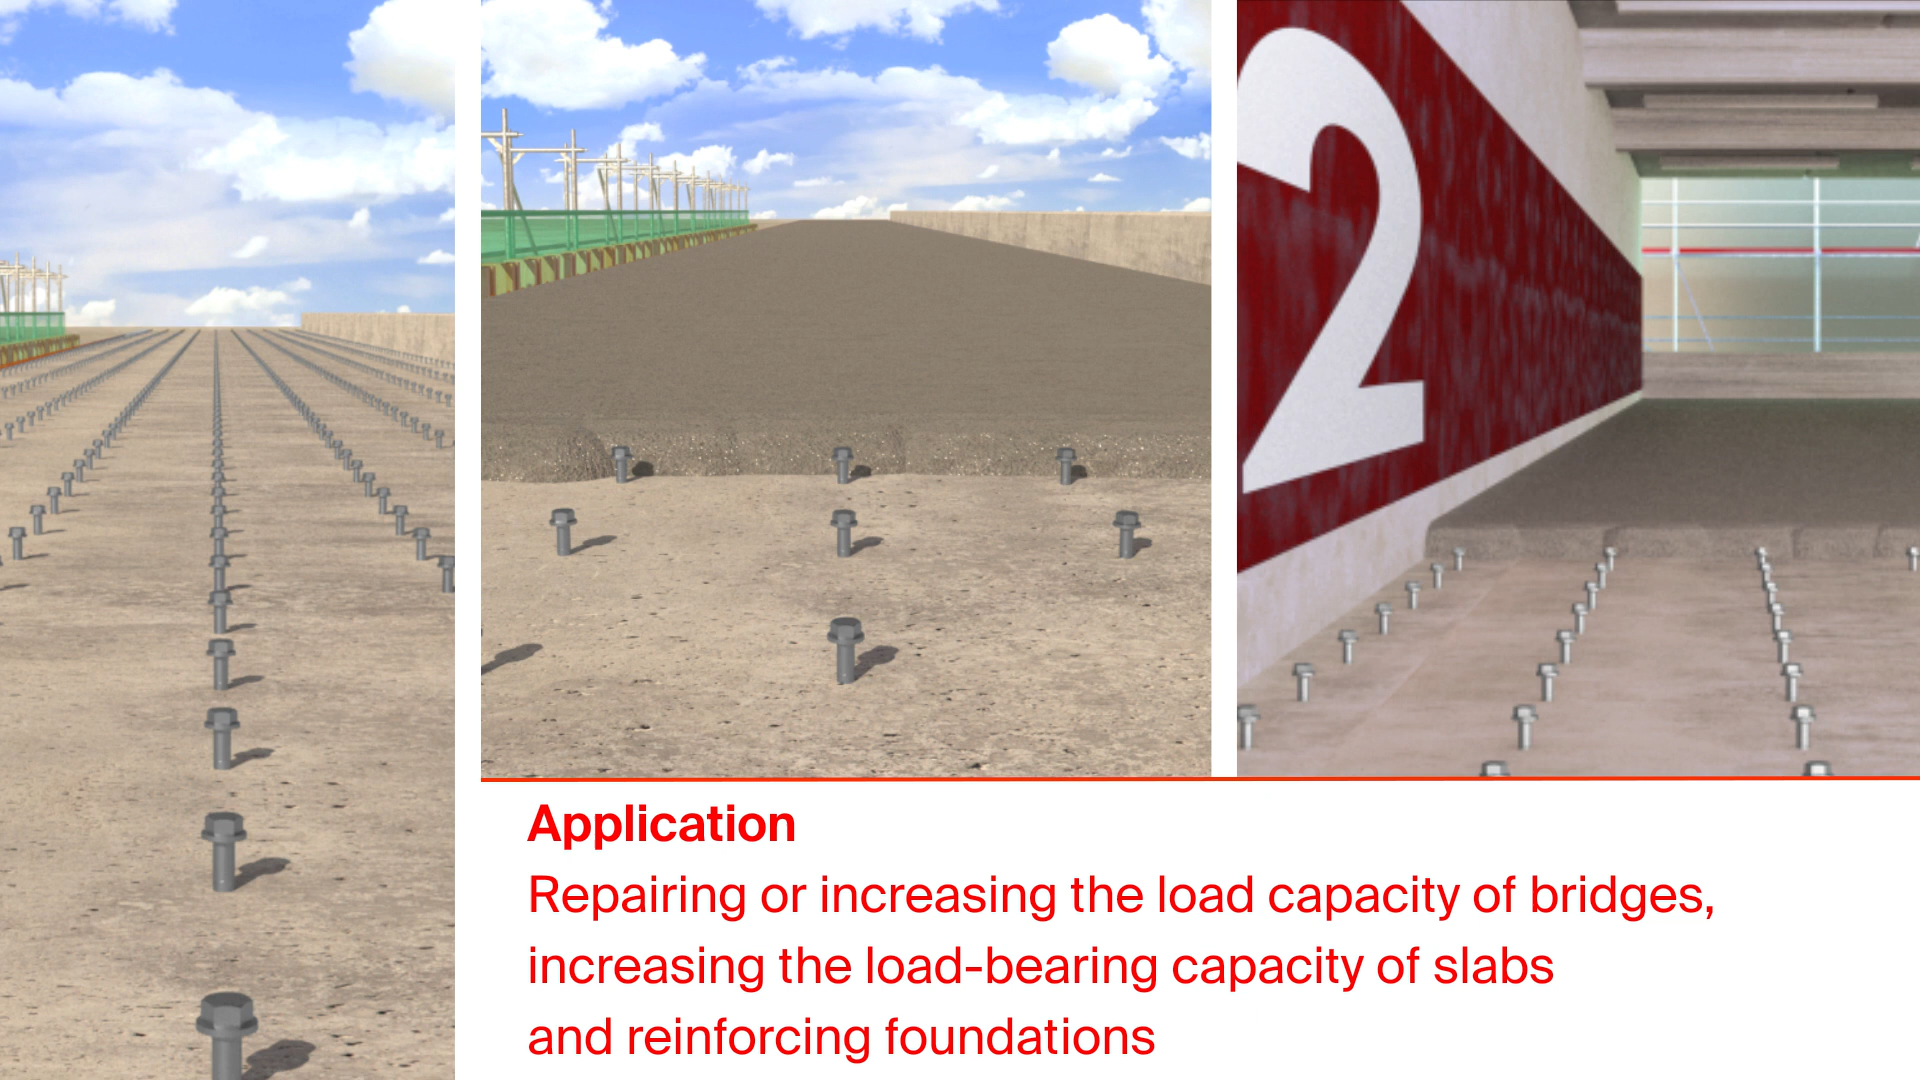 2
Application
Repairing or increasing the load capacity of bridges,
increasing the load-bearing capacity of slabs
and reinforcing foundations